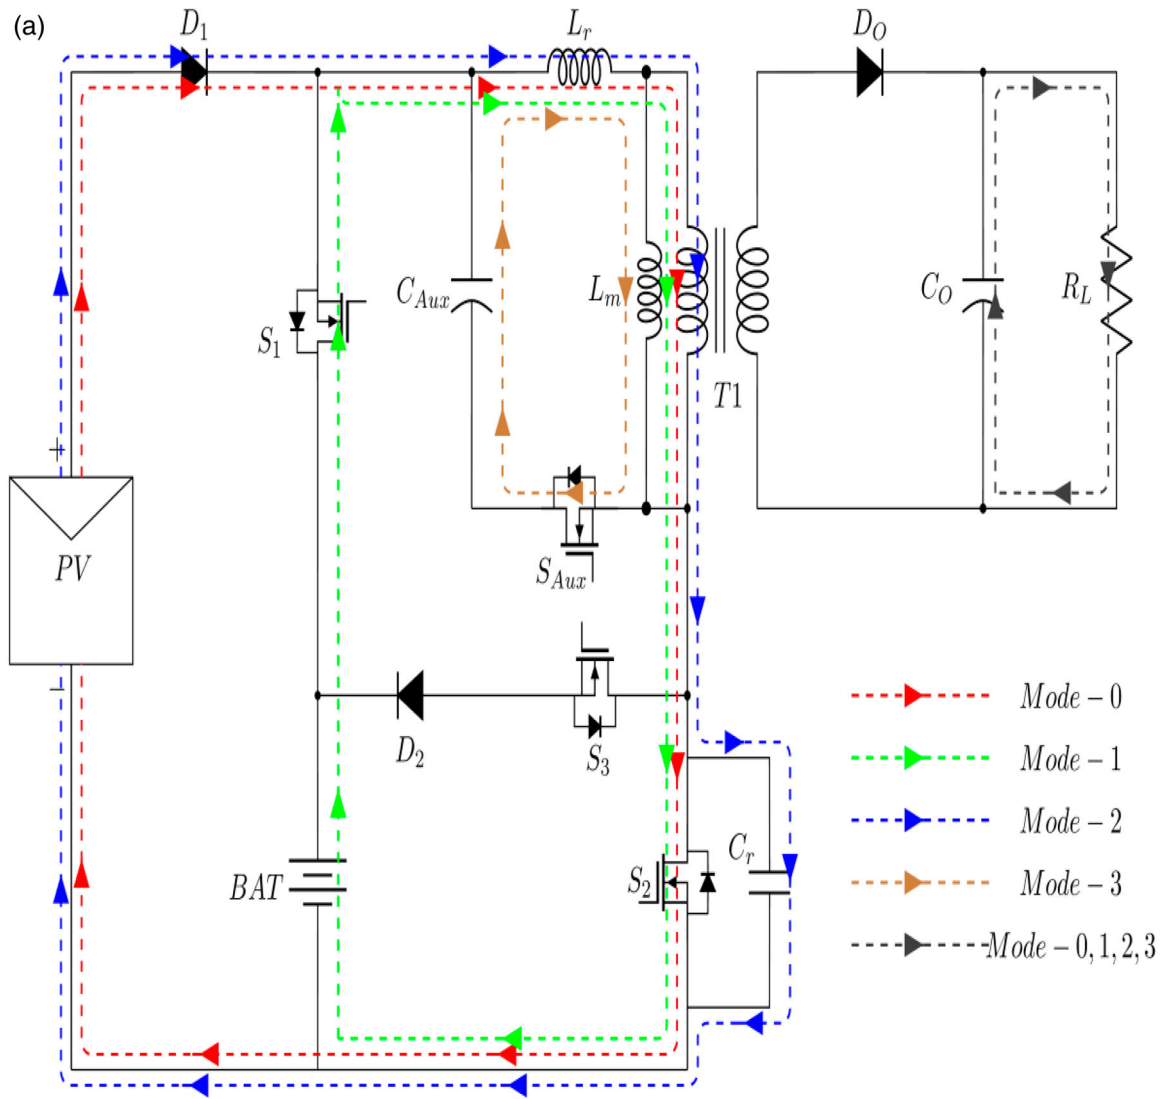 (a)
D1
Lr
DO
S1
CAux
Lm
T1
CO
RL
+
PV
−
SAux
D2
S3
BAT
S2
Cr
Mode − 0
Mode − 1
Mode − 2
Mode − 3
Mode − 0, 1, 2, 3